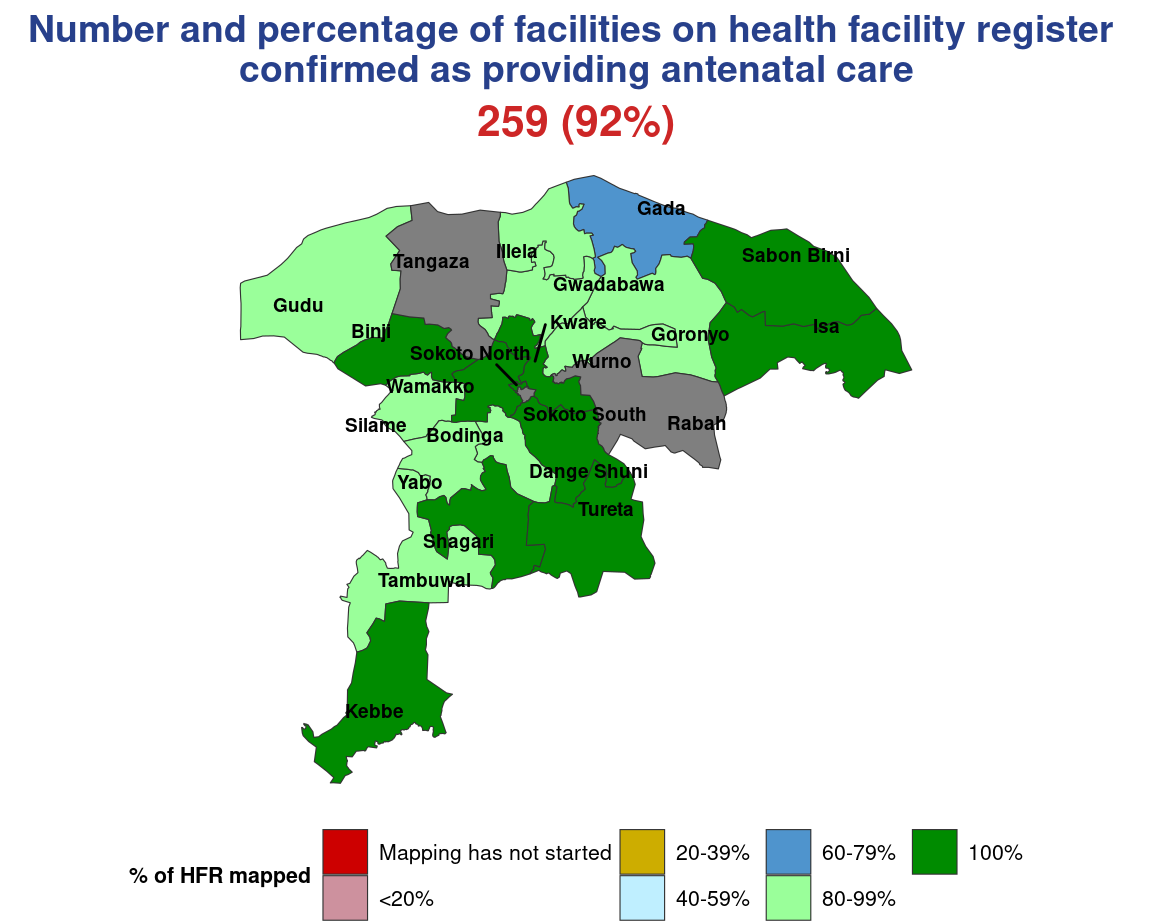 Number and percentage of facilities on health facility register
confirmed as providing antenatal care
259 (92%)
Gada
Illela
Sabon Birni
Tangaza
Gwadabawa
Gudu
Kware
Isa
Binji
Goronyo
Sokoto North
Wurno
Wamakko
Sokoto South
Rabah
Silame
Bodinga
Dange Shuni
Yabo
Tureta
Shagari
Tambuwal
Kebbe
% of HFR mapped
Mapping has not started
<20%
20-39%
40-59%
60-79%
80-99%
100%